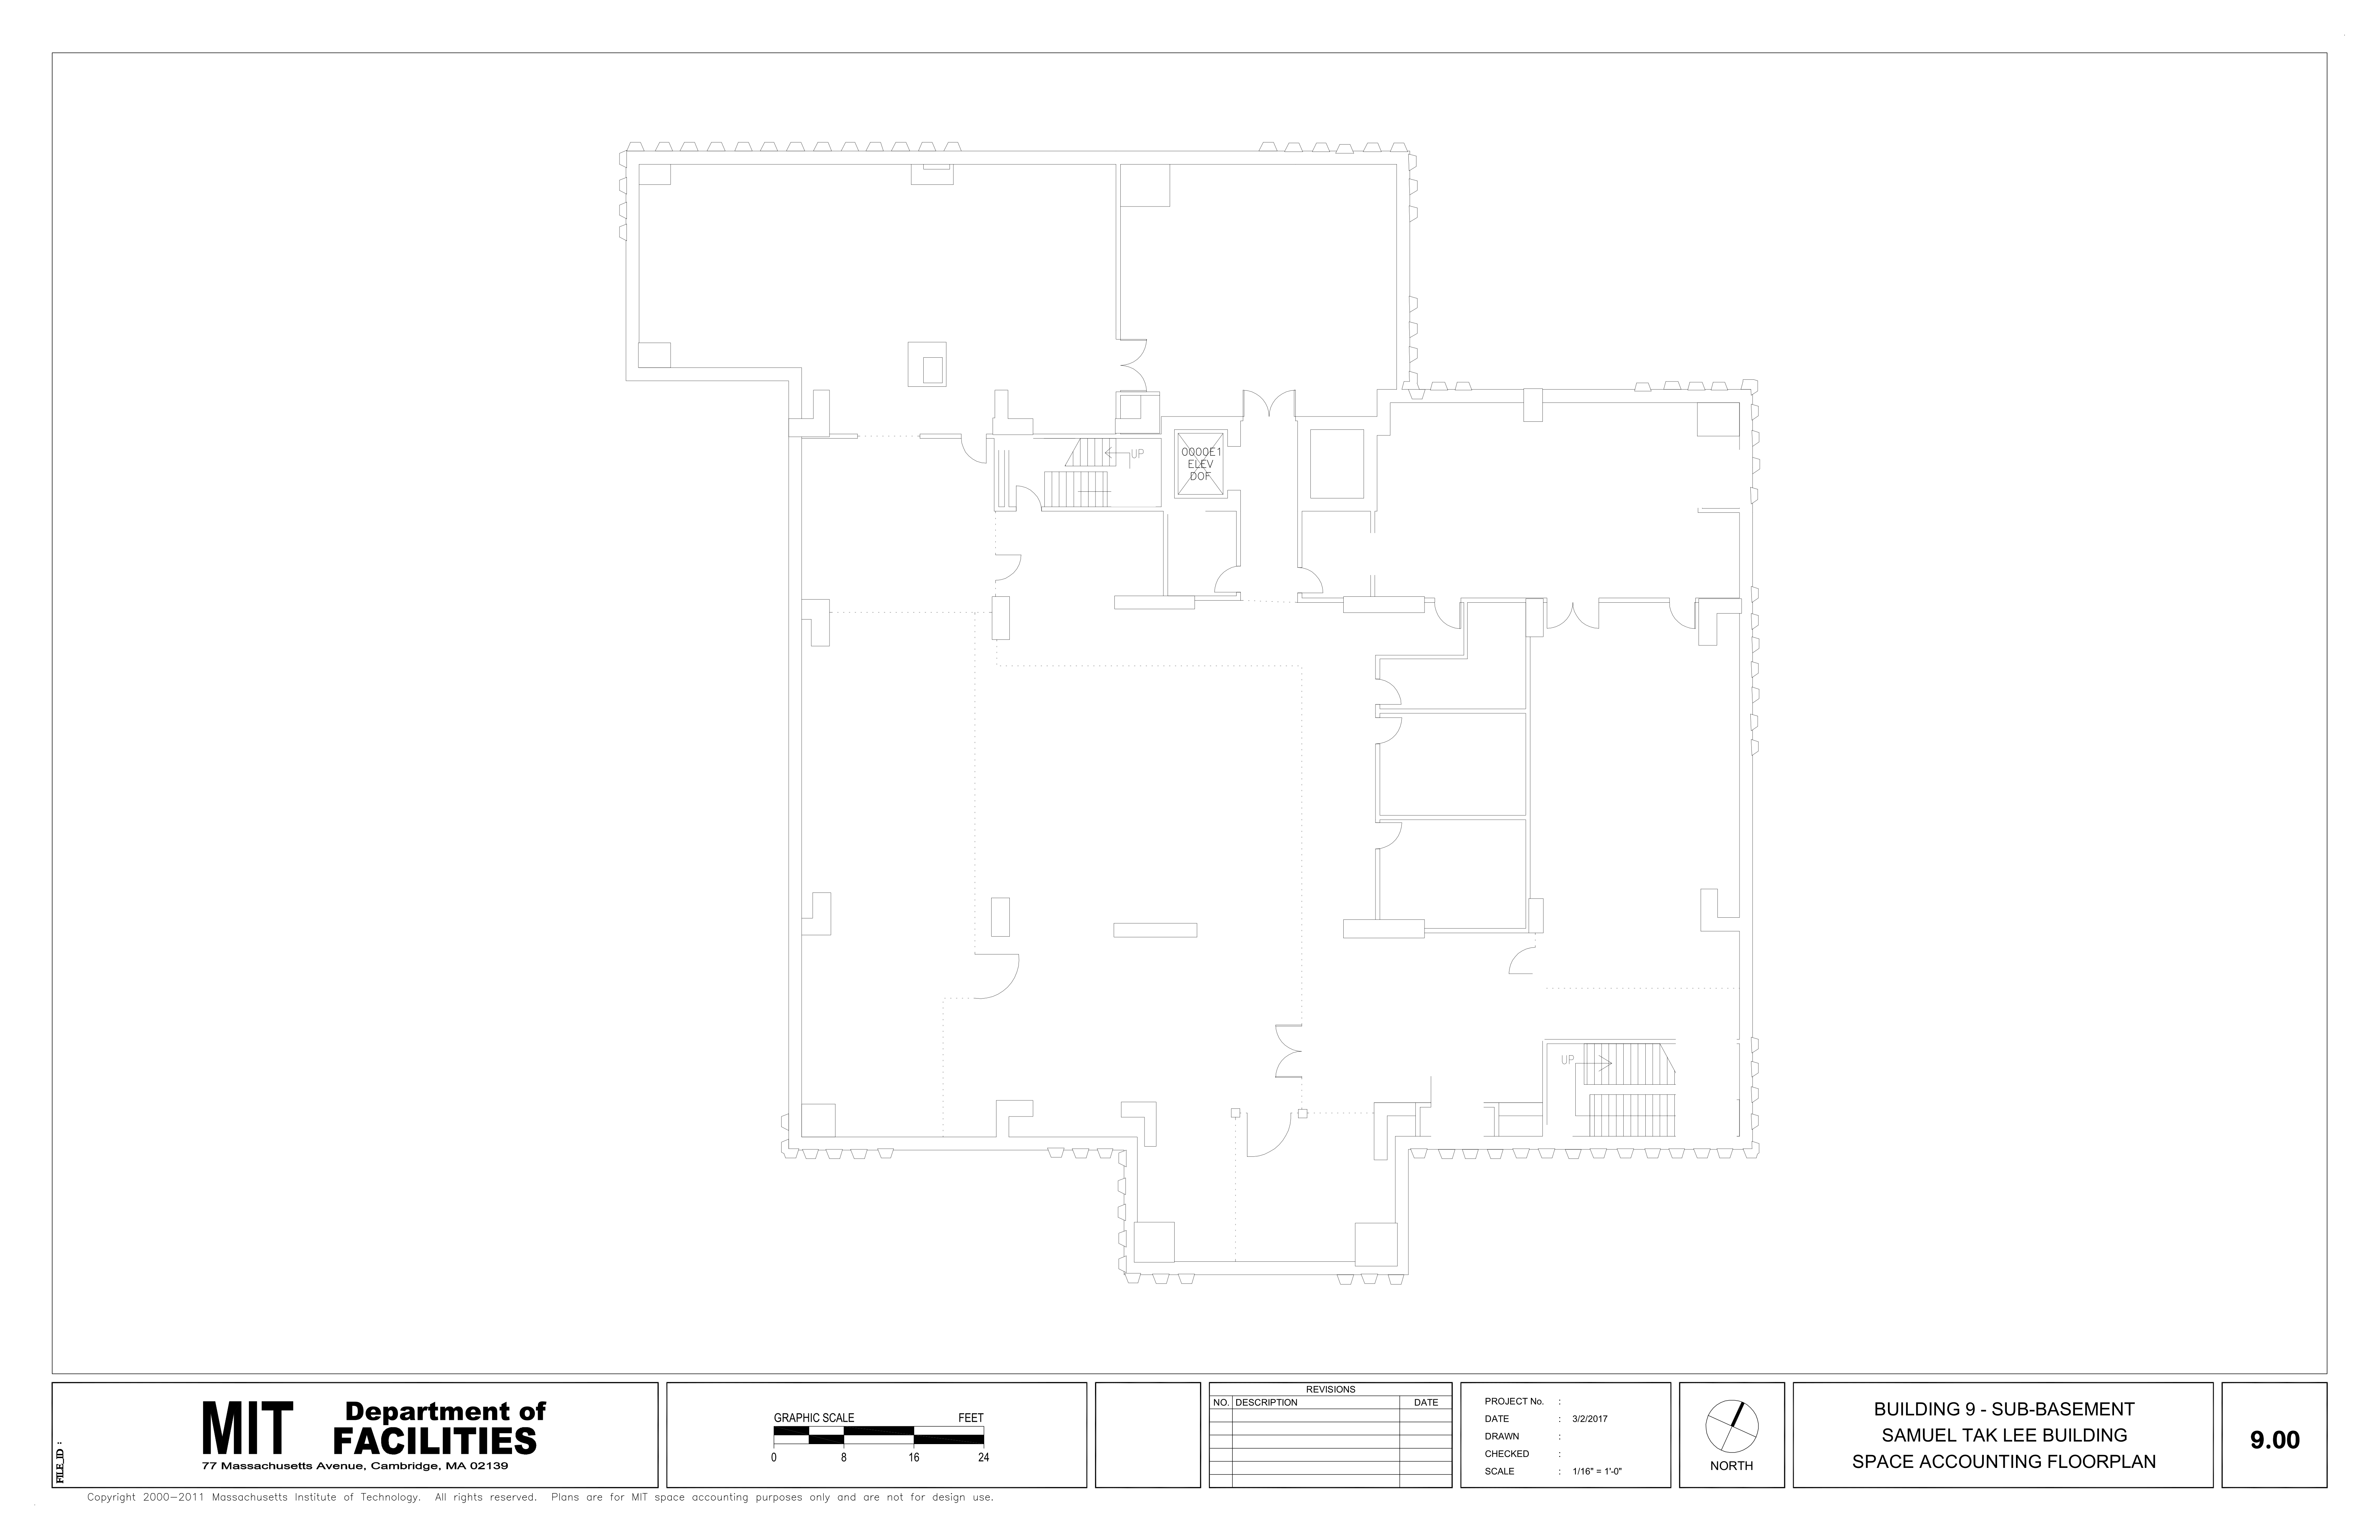 UP
0000E1
ELEV
DOF
UP
FILE_ID :
MIT Department of
FACILITIES
77 Massachusetts Avenue, Cambridge, MA 02139
GRAPHIC SCALE FEET
0 8 16 24
REVISIONS
NO. DESCRIPTION DATE
PROJECT No. :
DATE : 3/2/2017
DRAWN :
CHECKED :
SCALE : 1/16" = 1'-0"
NORTH
BUILDING 9 - SUB-BASEMENT
SAMUEL TAK LEE BUILDING
SPACE ACCOUNTING FLOORPLAN
9.00
Copyright 2000-2011 Massachusetts Institute of Technology. All rights reserved. Plans are for MIT space accounting purposes only and are not for design use.